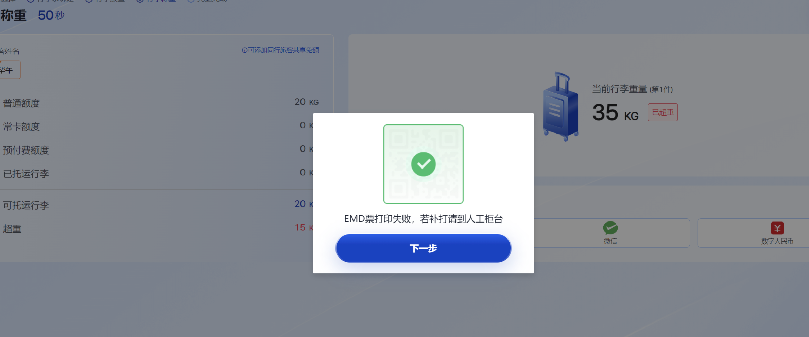 称重 50 秒
普通额度 20 KG
常卡额度 0 K
预付费额度 0 K
已托运行李 0 K
可托运行李 20 K
超重 15 K
当前行李重量 (第1件)
35 KG 已超重
EMD票打印失败，若补打请到人工柜台
下一步
微信
数字人民币